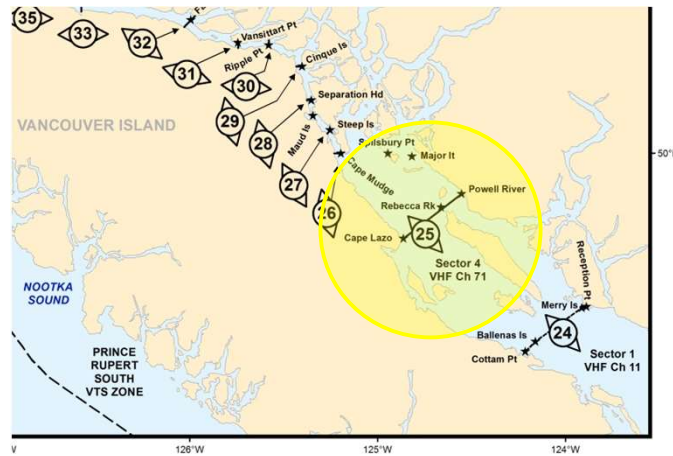 35
33
32
Vansittart Pt
31
Ripple Pt
30
Cinque Is
29
Separation Hd
28
Maud Is
Steep Is
27
VANCOUVER ISLAND
Spilsbury Pt
Major It
50°
Cape Mudge
26
Powell River
Rebecca Rk
Cape Lazo
25
Sector 4
VHF Ch 71
Reception Pt
NOOTKA
SOUND
Merry Is
Ballenas Is
24
Cottam Pt
Sector 1
VHF Ch 11
PRINCE
RUPERT
SOUTH
VTS ZONE
126°W
125°W
124°W